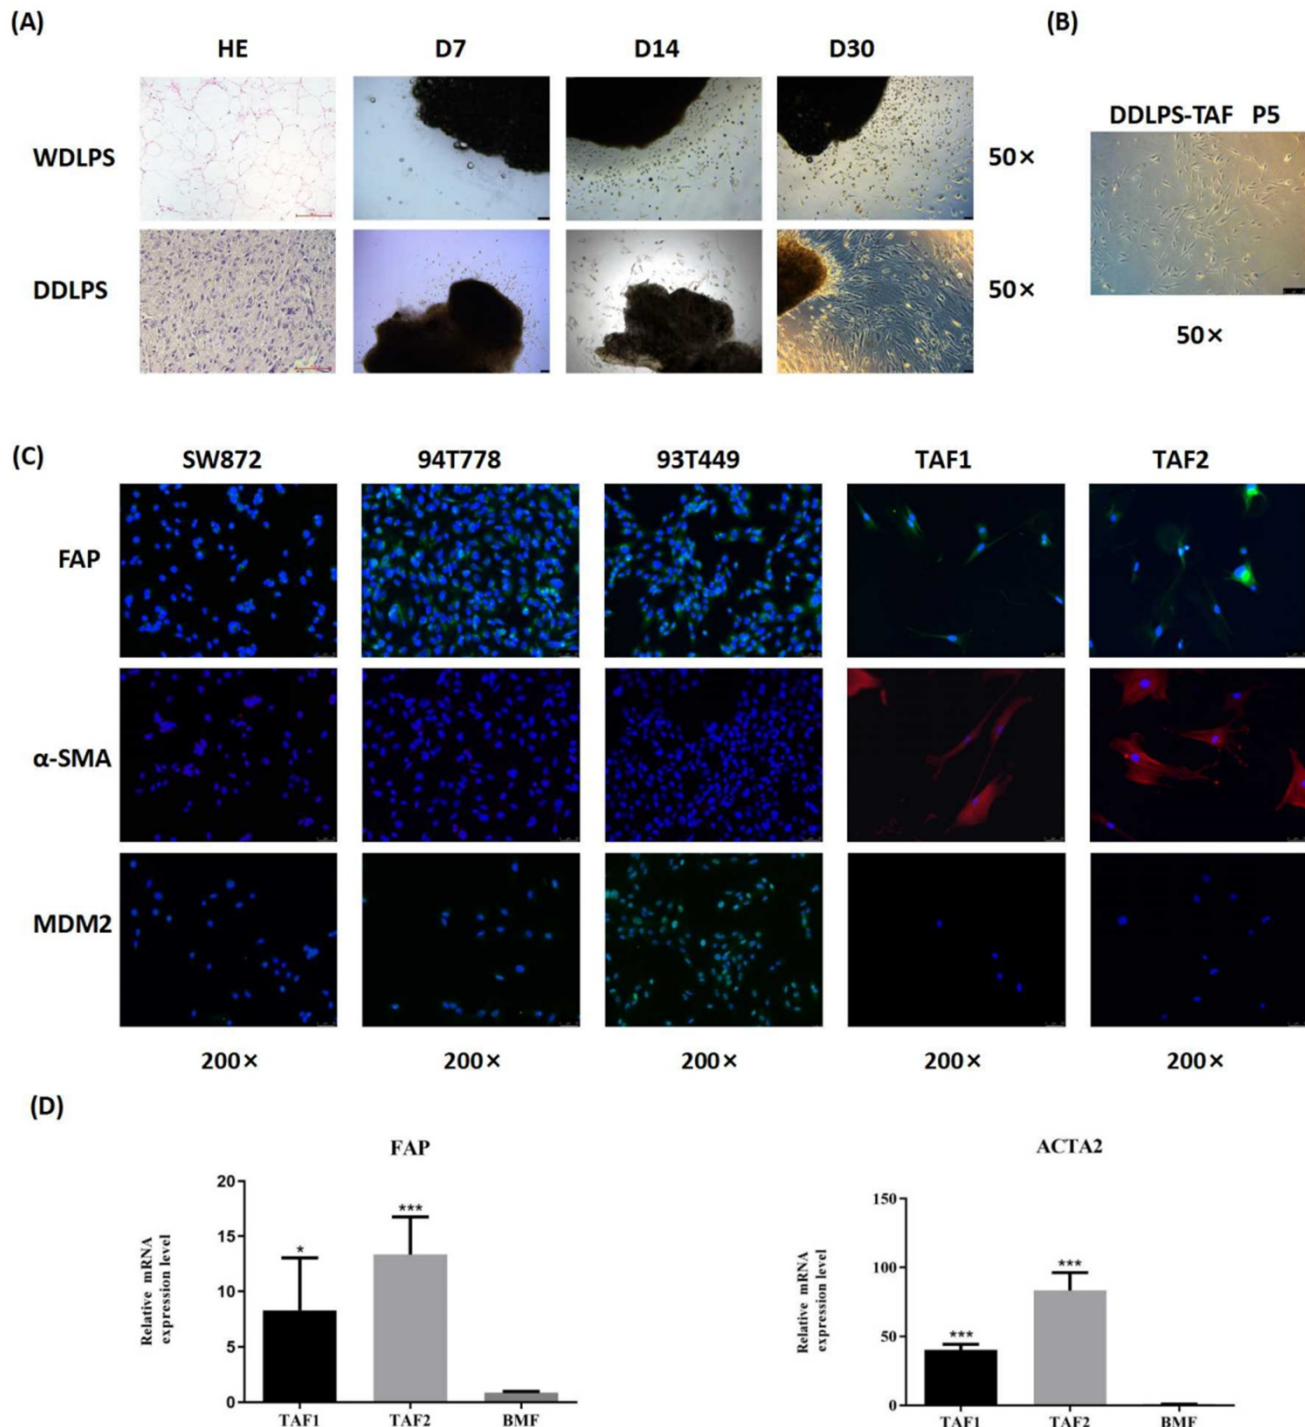 (A)
HE D7 D14 D30
WDLPS
50×
DDLPS
50×
(B)
DDLPS-TAF P5
50×
(C)
SW872 94T778 93T449 TAF1 TAF2
FAP
α-SMA
MDM2
200× 200× 200× 200× 200×
(D)
FAP
Relative mRNA
expression level
20
15
10
5
0
*
***
TAF1 TAF2 BMF
ACTA2
Relative mRNA
expression level
150
100
50
0
***
***
TAF1 TAF2 BMF